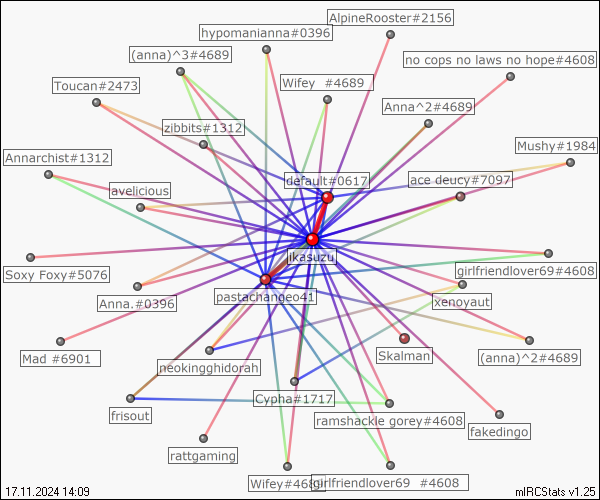 AlpineRooster#2156
hypomanianna#0396
(anna)^3#4689
no cops no laws no hope#4608
Toucan#2473
Wifey #4689
Anna^2#4689
zibbits#1312
Mushy#1984
Annarchist#1312
default#0617
ace deucy#7097
avelicious
ikasuzu
Soxy Foxy#5076
girlfriendlover69#4608
Anna.#0396
pastachangeo41
xenoyaut
Mad #6901
Skalman
(anna)^2#4689
neokingghidorah
Cypha#1717
frisout
ramshackle gorey#4608
fakedingo
rattgaming
Wifey#468
girlfriendlover69 #4608
17.11.2024 14:09
mIRCStats v1.25